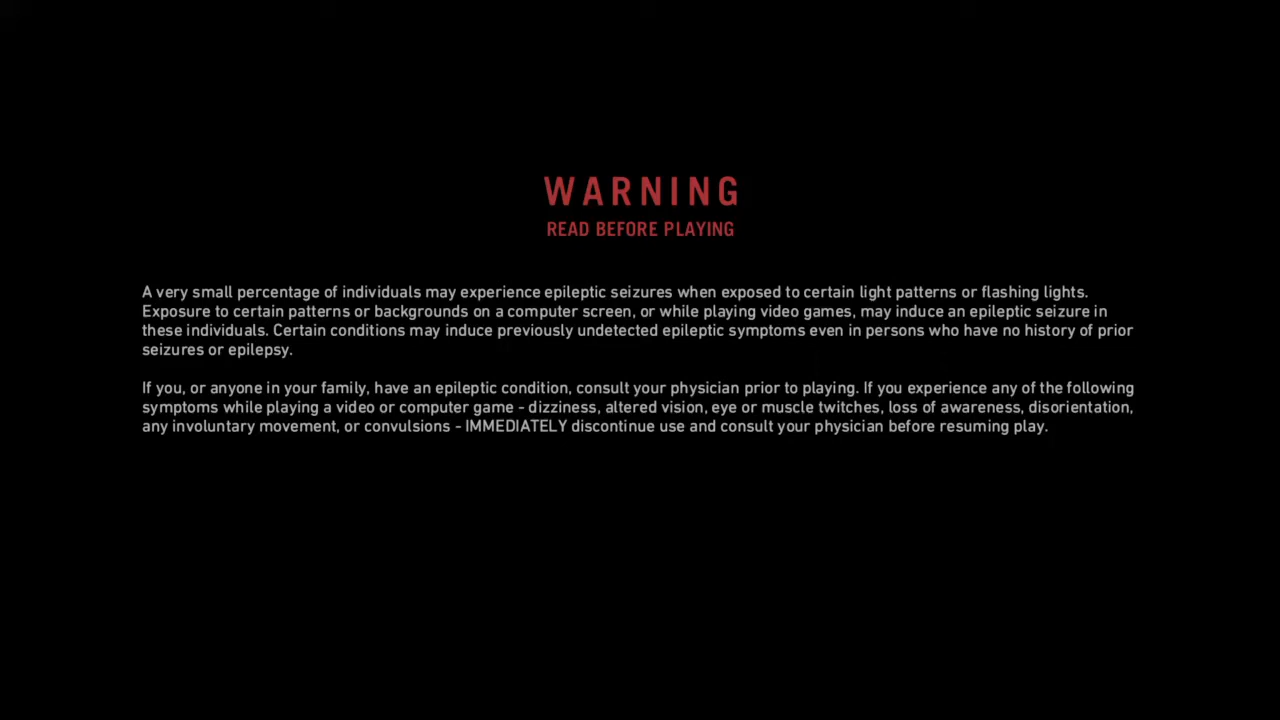 WARNING
READ BEFORE PLAYING
A very small percentage of individuals may experience epileptic seizures when exposed to certain light patterns or flashing lights.
Exposure to certain patterns or backgrounds on a computer screen, or while playing video games, may induce an epileptic seizure in
these individuals. Certain conditions may induce previously undetected epileptic symptoms even in persons who have no history of prior
seizures or epilepsy.
If you, or anyone in your family, have an epileptic condition, consult your physician prior to playing. If you experience any of the following
symptoms while playing a video or computer game - dizziness, altered vision, eye or muscle twitches, loss of awareness, disorientation,
any involuntary movement, or convulsions - IMMEDIATELY discontinue use and consult your physician before resuming play.